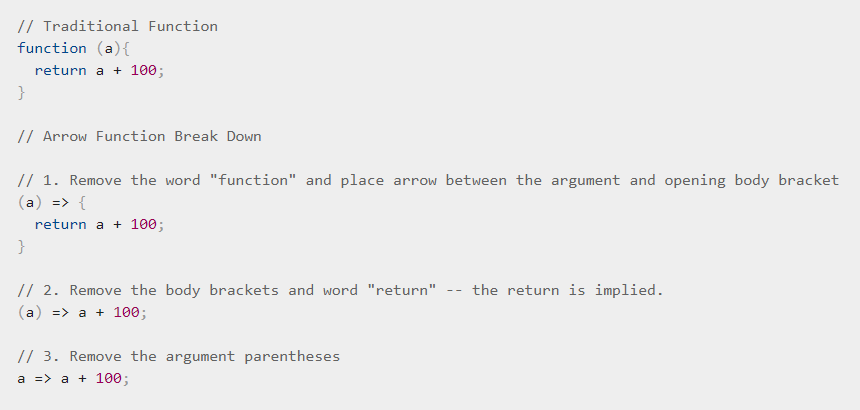 // Traditional Function
function (a){
  return a + 100;
}

// Arrow Function Break Down

// 1. Remove the word "function" and place arrow between the argument and opening body bracket
(a) => {
  return a + 100;
}

// 2. Remove the body brackets and word "return" -- the return is implied.
(a) => a + 100;

// 3. Remove the argument parentheses
a => a + 100;